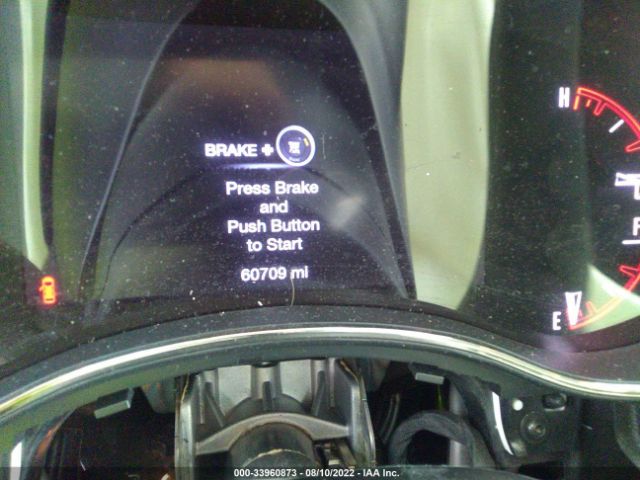 H
BRAKE +
Press Brake
and
Push Button
to Start
60709 mi
F
E
000-33960873 - 08/10/2022 - IAA Inc.